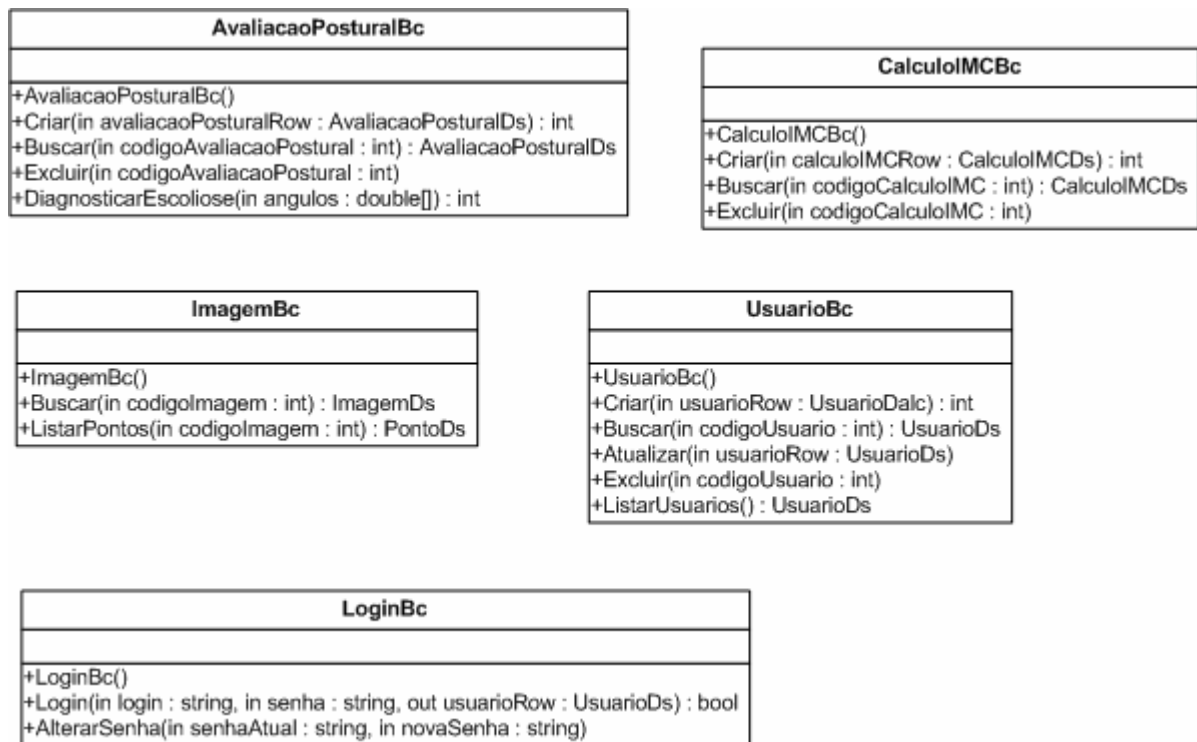 AvaliacaoPosturalBc
+AvaliacaoPosturalBc()
+Criar(in avaliacaoPosturalRow : AvaliacaoPosturalDs) : int
+Buscar(in codigoAvaliacaoPostural : int) : AvaliacaoPosturalDs
+Excluir(in codigoAvaliacaoPostural : int)
+DiagnosticarEscoliose(in angulos : double[]) : int
CalculoIMCBc
+CalculoIMCBc()
+Criar(in calculoIMCRow : CalculoIMCDs) : int
+Buscar(in codigoCalculoIMC : int) : CalculoIMCDs
+Excluir(in codigoCalculoIMC : int)
ImagemBc
+ImagemBc()
+Buscar(in codigoImagem : int) : ImagemDs
+ListarPontos(in codigoImagem : int) : PontoDs
UsuarioBc
+UsuarioBc()
+Criar(in usuarioRow : UsuarioDalc) : int
+Buscar(in codigoUsuario : int) : UsuarioDs
+Atualizar(in usuarioRow : UsuarioDs)
+Excluir(in codigoUsuario : int)
+ListarUsuarios() : UsuarioDs
LoginBc
+LoginBc()
+Login(in login : string, in senha : string, out usuarioRow : UsuarioDs) : bool
+AlterarSenha(in senhaAtual : string, in novaSenha : string)